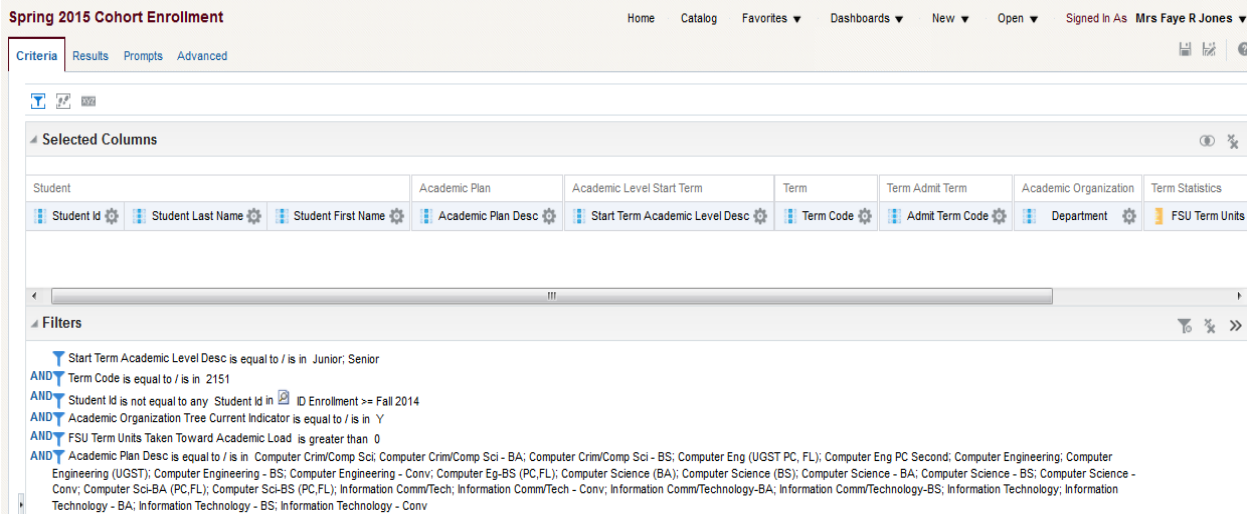 Spring 2015 Cohort Enrollment
Home Catalog Favorites Dashboards New Open Signed In As Mrs Faye R Jones
Criteria Results Prompts Advanced
Selected Columns
Student Academic Plan Academic Level Start Term Term Term Admit Term Academic Organization Term Statistics
Student Id Student Last Name Student First Name Academic Plan Desc Start Term Academic Level Desc Term Code Admit Term Code Department FSU Term Units
Filters
Start Term Academic Level Desc is equal to / is in Junior; Senior
AND Term Code is equal to / is in 2151
AND Student Id is not equal to any Student Id in ID Enrollment >= Fall 2014
AND Academic Organization Tree Current Indicator is equal to / is in Y
AND FSU Term Units Taken Toward Academic Load is greater than 0
AND Academic Plan Desc is equal to / is in Computer Crim/Comp Sci; Computer Crim/Comp Sci - BA; Computer Crim/Comp Sci - BS; Computer Eng (UGST PC, FL); Computer Eng PC Second; Computer Engineering; Computer
Engineering (UGST); Computer Engineering - BS; Computer Engineering - Conv; Computer Eg-BS (PC,FL); Computer Science (BA); Computer Science (BS); Computer Science - BA; Computer Science - BS; Computer Science -
Conv; Computer Sci-BA (PC,FL); Computer Sci-BS (PC,FL); Information Comm/Tech; Information Comm/Tech - Conv; Information Comm/Technology-BA; Information Comm/Technology-BS; Information Technology; Information
Technology - BA; Information Technology - BS; Information Technology - Conv